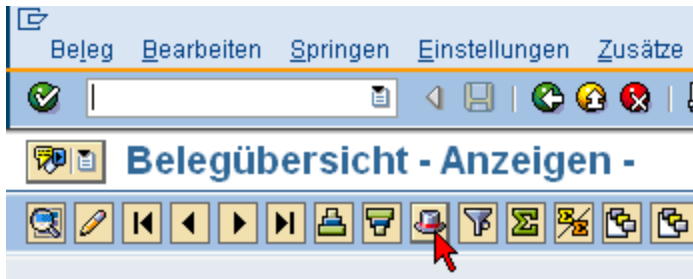 Beleg Bearbeiten Springen Einstellungen Zusätze
Belegübersicht - Anzeigen -